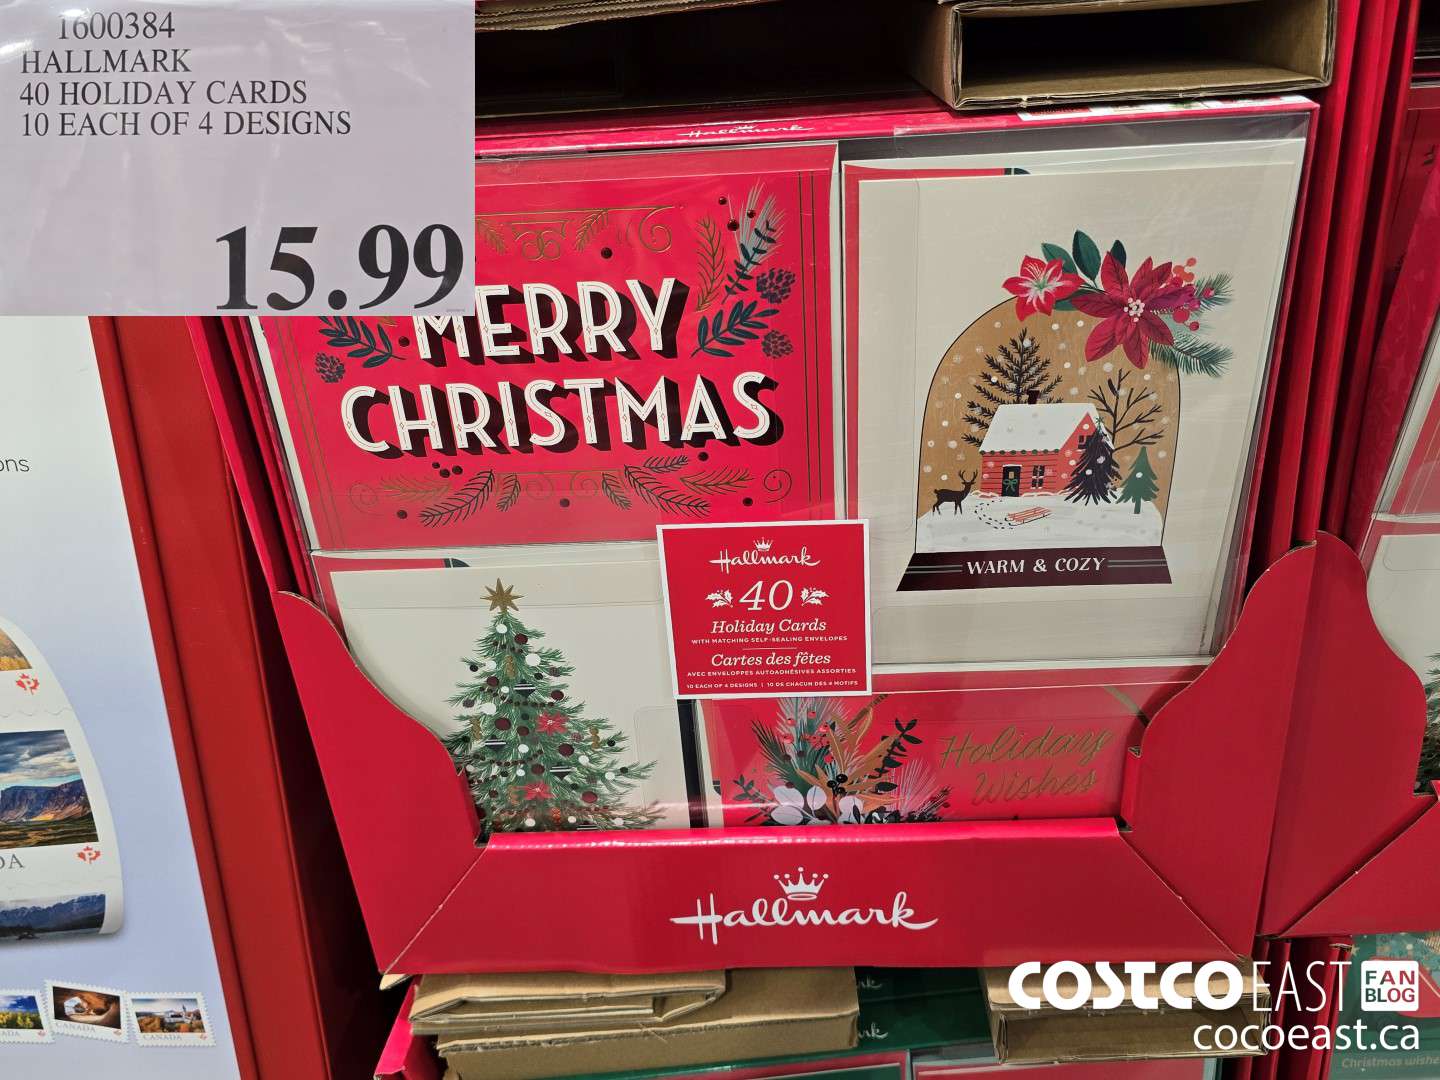 1600384
HALLMARK
40 HOLIDAY CARDS
10 EACH OF 4 DESIGNS
15.99
Hallmark
MERRY
CHRISTMAS
WARM & COZY
Hallmark
40
Holiday Cards
WITH MATCHING SELF-SEALING ENVELOPES
Cartes des fêtes
AVEC ENVELOPPES AUTOADHÉSIVES ASSORTIES
10 EACH OF 4 DESIGNS | 10 DE CHACUN DES 4 MOTIFS
Holiday
Wishes
Hallmark
ons
P
DA
P
CANADA
CANADA
COSTCO EAST FAN BLOG
cocoeast.ca
Christmas wishe